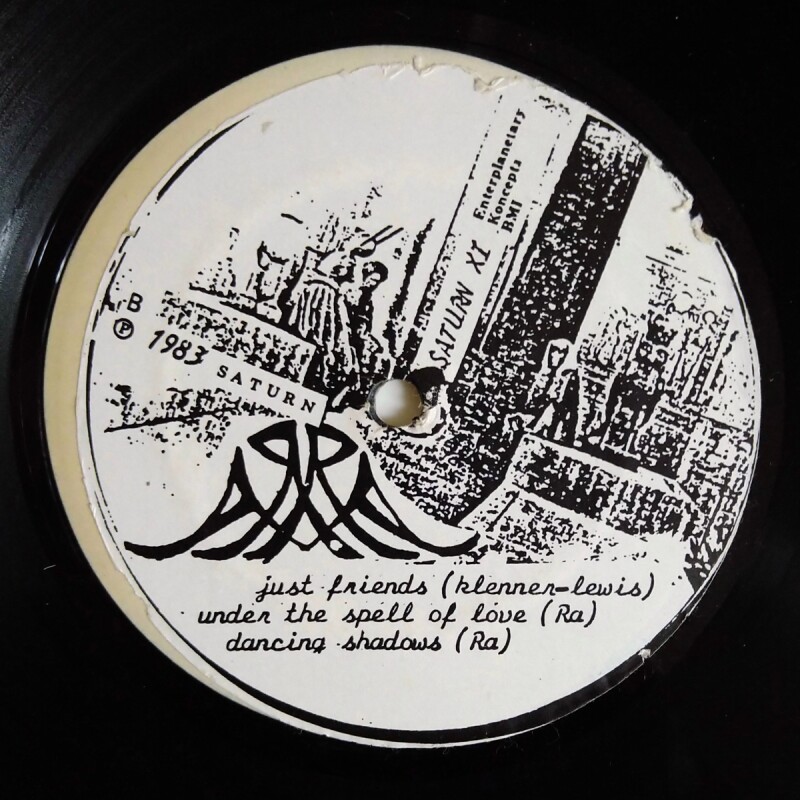 Enterplanetary
Koncepts
BMI
SATURN XI
B
Ⓟ 1983
SATURN
just friends (klenner-lewis)
under the spell of love (Ra)
dancing shadows (Ra)